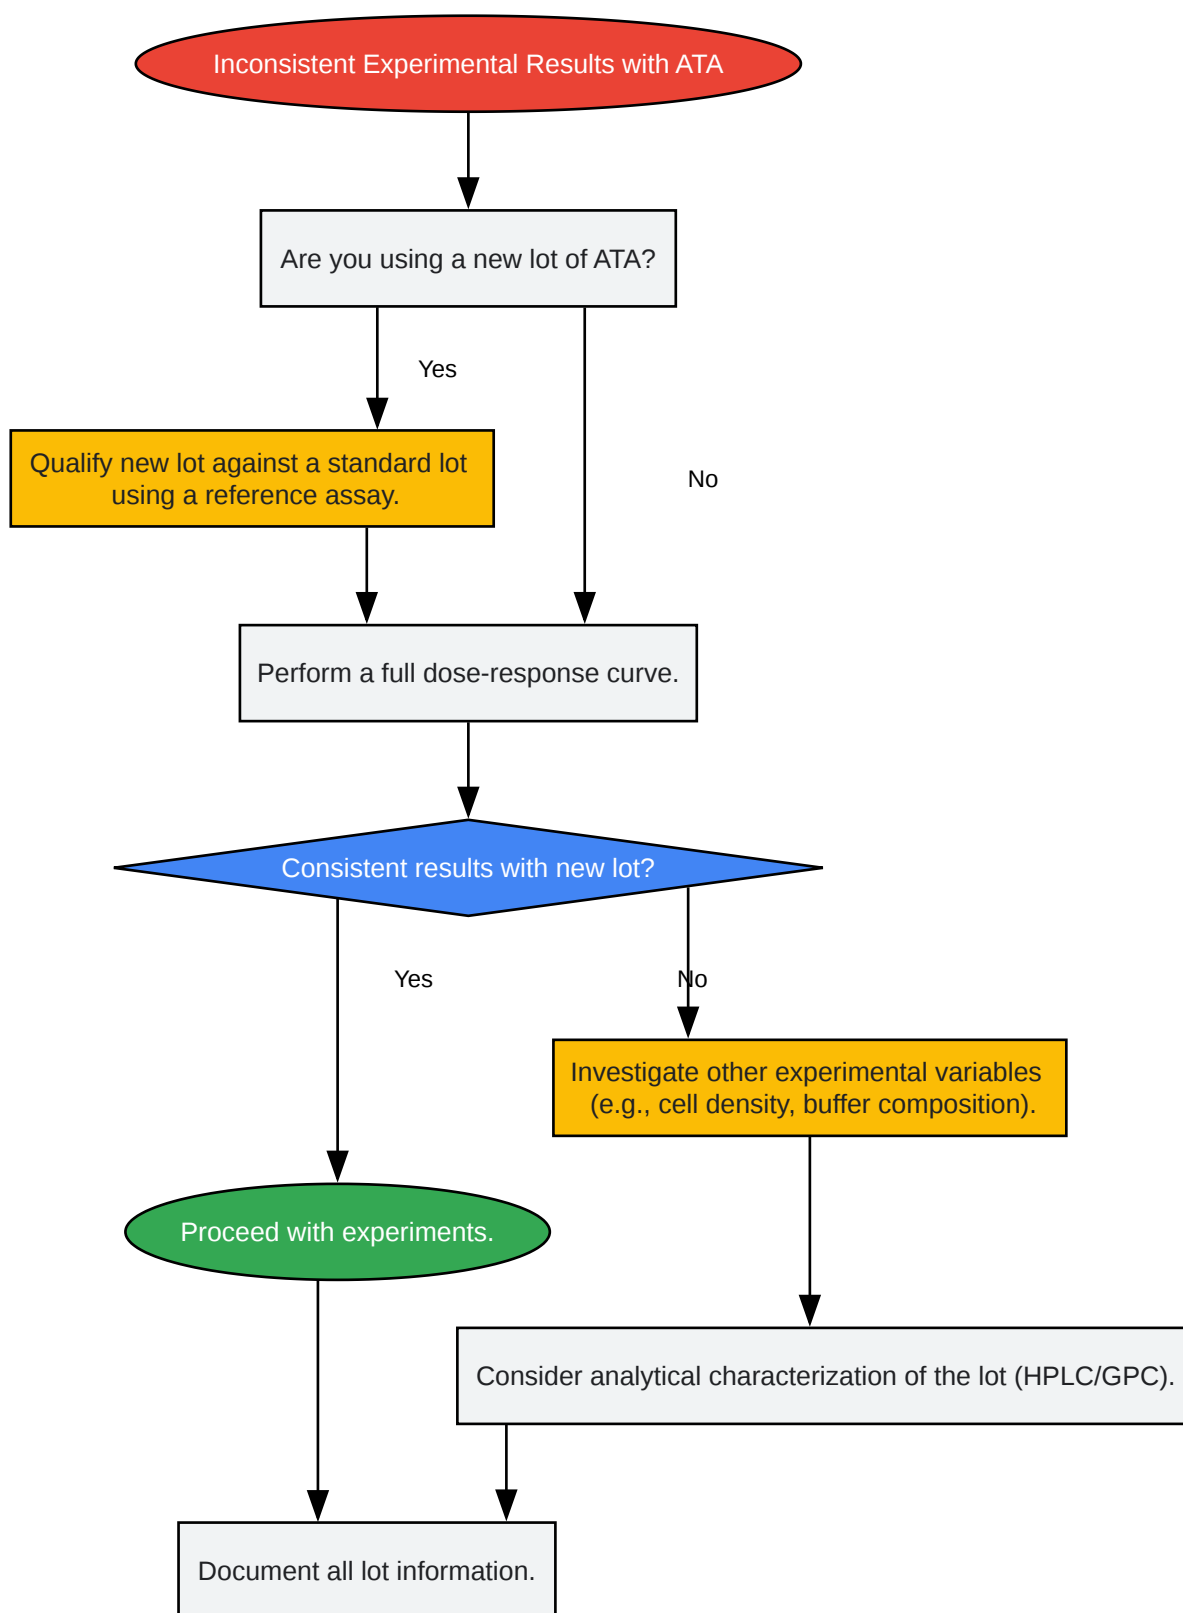 Inconsistent Experimental Results with ATA
Are you using a new lot of ATA?
Yes
Qualify new lot against a standard lot
using a reference assay.
No
Perform a full dose-response curve.
Consistent results with new lot?
Yes
No
Investigate other experimental variables
(e.g., cell density, buffer composition).
Proceed with experiments.
Consider analytical characterization of the lot (HPLC/GPC).
Document all lot information.